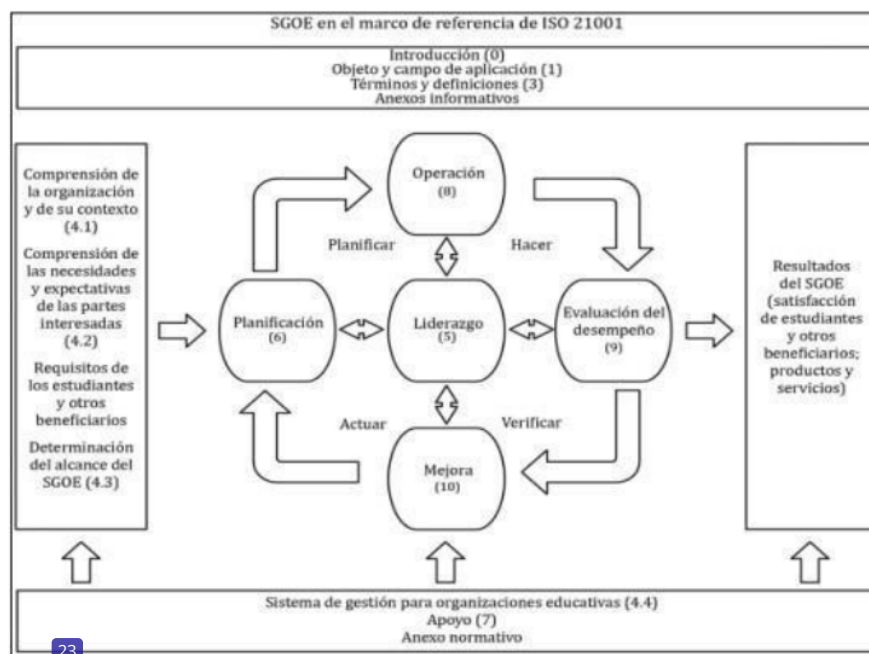 SGOE en el marco de referencia de ISO 21001
Introducción (0)
Objeto y campo de aplicación (1)
Términos y definiciones (3)
Anexos informativos
Comprensión de
la organización
y de su contexto
(4.1)
Comprensión de
las necesidades
y expectativas
de las partes
interesadas
(4.2)
Requisitos de
los estudiantes
y otros
beneficiarios
Determinación
del alcance del
SGOE (4.3)
Operación
(8)
Planificar
Hacer
Planificación
(6)
Liderazgo
(5)
Evaluación del
desempeño
(9)
Actuar
Verificar
Mejora
(10)
Resultados
del SGOE
(satisfacción
de estudiantes
y otros
beneficiarios;
productos y
servicios)
Sistema de gestión para organizaciones educativas (4.4)
Apoyo (7)
Anexo normativo
23